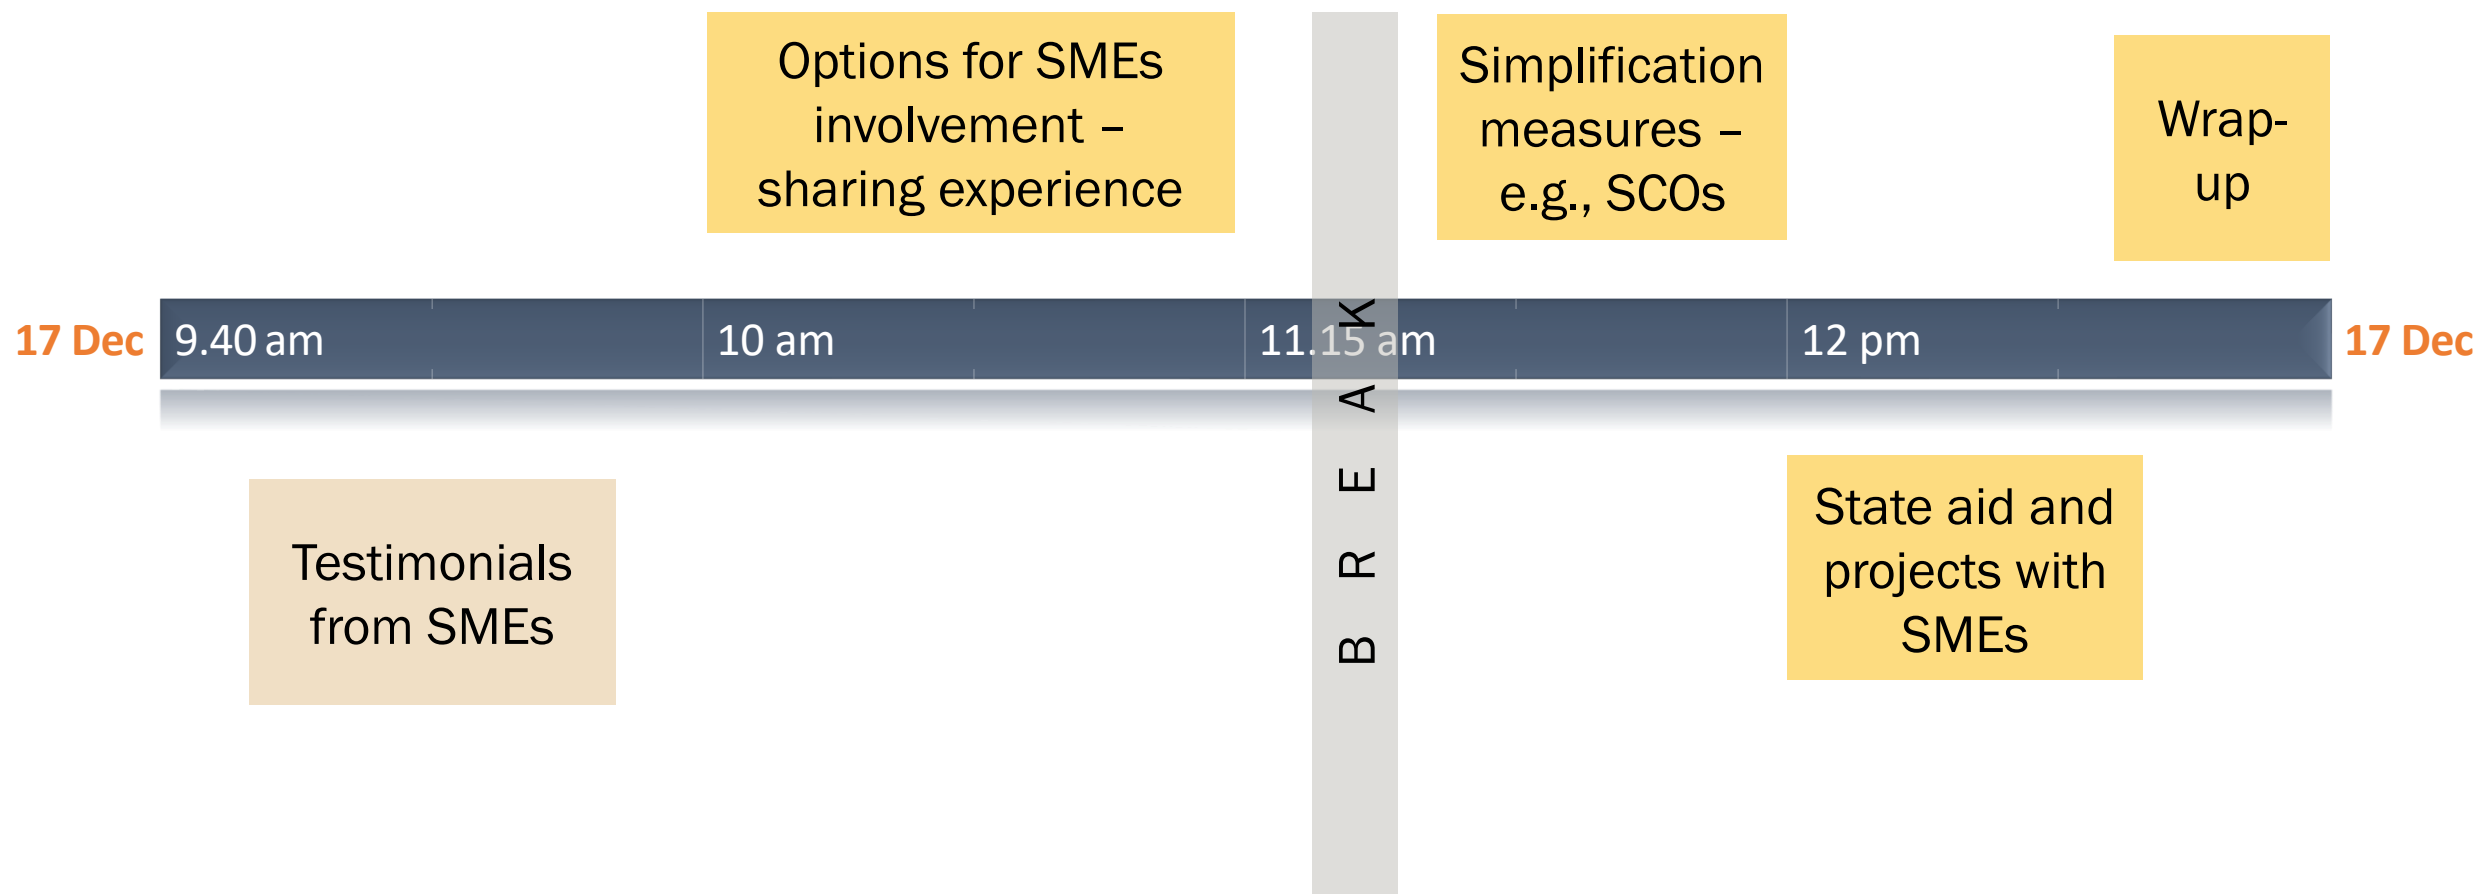 Options for SMEs
involvement –
sharing experience
Simplification
measures –
e.g., SCOs
Wrap-
up
17 Dec
9.40 am
10 am
11.15 am
12 pm
17 Dec
BREAK
Testimonials
from SMEs
State aid and
projects with
SMEs